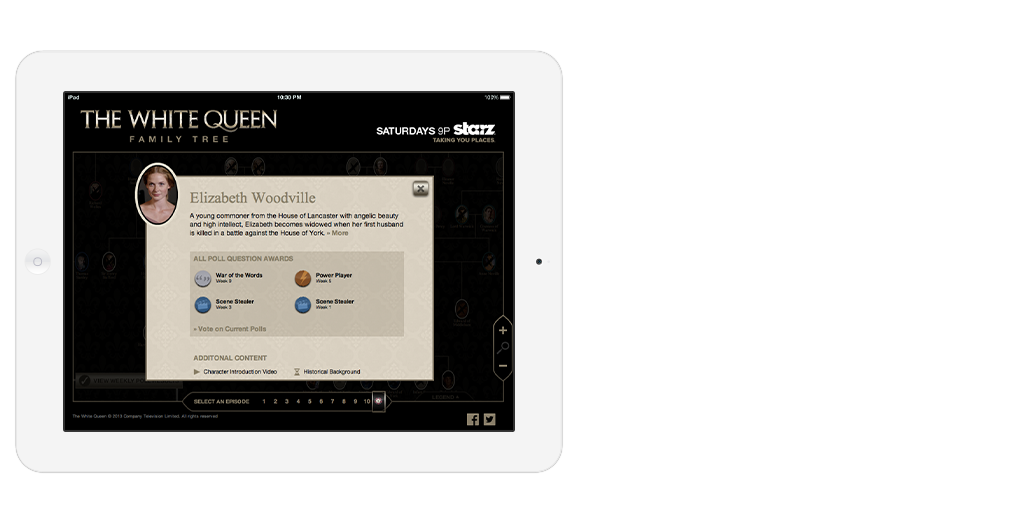 iPad
10:30 PM
100%
THE WHITE QUEEN
FAMILY TREE
SATURDAYS 9P starz
TAKING YOU PLACES
Elizabeth Woodville
A young commoner from the House of Lancaster with angelic beauty
and high intellect, Elizabeth becomes widowed when her first husband
is killed in a battle against the House of York. » More
ALL POLL QUESTION AWARDS
War of the Words
Week 9
Power Player
Scene Stealer
Week 3
Scene Stealer
» Vote on Current Polls
ADDITONAL CONTENT
Character Introduction Video
Historical Background
SELECT AN EPISODE 1 2 3 4 5 6 7 8 9 10
LEGEND
The White Queen © 2013 Company Television Limited, All rights reserved